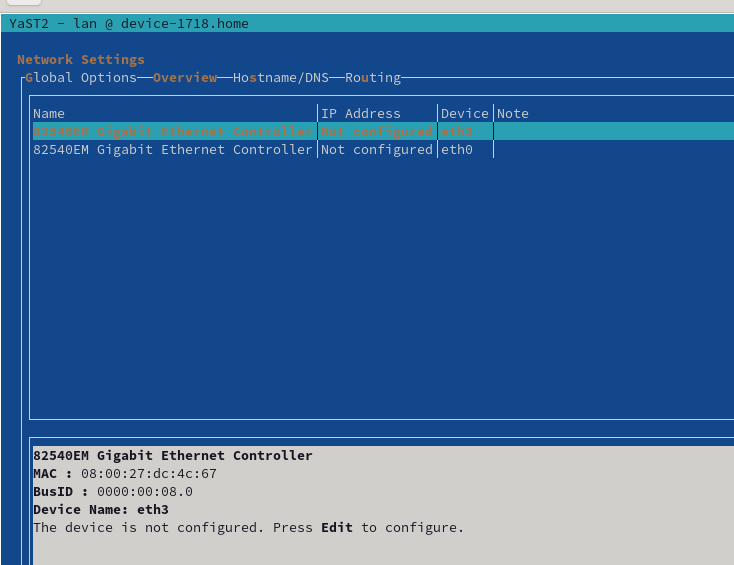 YaST2 - lan @ device-1718.home
Network Settings
Global Options Overview Hostname/DNS Routing
Name IP Address Device Note
82540EM Gigabit Ethernet Controller Not configured eth3
82540EM Gigabit Ethernet Controller Not configured eth0
82540EM Gigabit Ethernet Controller
MAC : 08:00:27:dc:4c:67
BusID : 0000:00:08.0
Device Name: eth3
The device is not configured. Press Edit to configure.